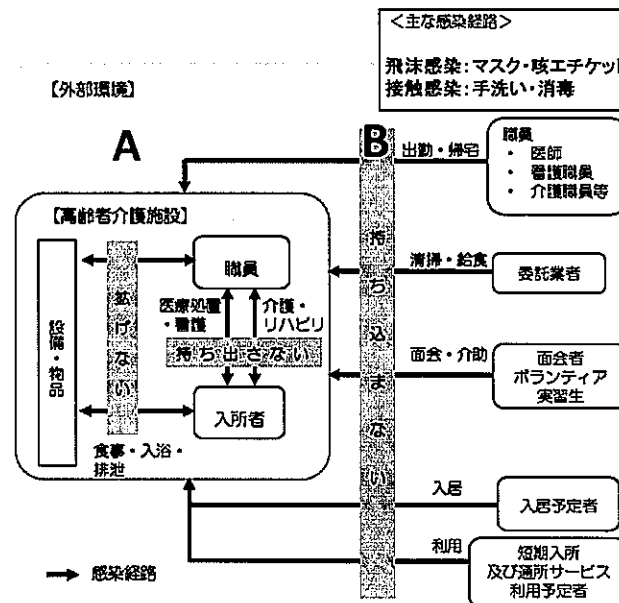 ＜主な感染経路＞
飛沫感染：マスク・咳エチケット
接触感染：手洗い・消毒
【外部環境】
A
B
出勤・帰宅
職員
・ 医師
・ 看護職員
・ 介護職員等
【高齢者介護施設】
職員
設備・物品
拡げない
医療処置
・看護
介護・
リハビリ
持ち出さない
入所者
食事・入浴・
排泄
持ち込まない
清掃・給食
委託業者
面会・介助
面会者
ボランティア
実習生
入居
入居予定者
利用
短期入所
及び通所サービス
利用予定者
感染経路